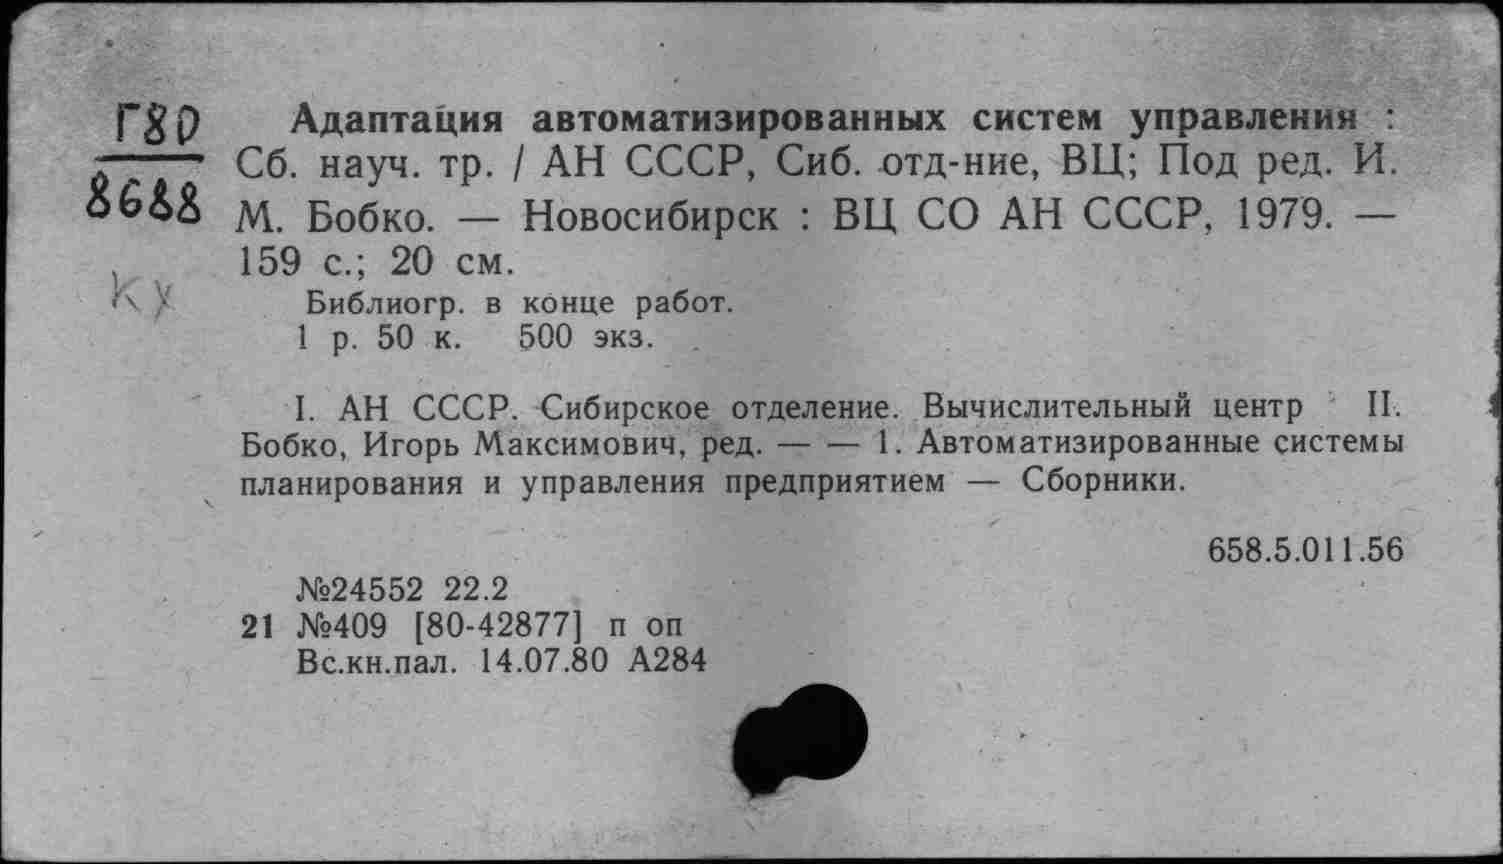 Г80
8688
Ку
Адаптация автоматизированных систем управления :
Сб. науч. тр. / АН СССР, Сиб. отд-ние, ВЦ; Под ред. И.
М. Бобко. — Новосибирск : ВЦ СО АН СССР, 1979. —
159 с.; 20 см.
Библиогр. в конце работ.
1 р. 50 к. 500 экз.
I. АН СССР. Сибирское отделение. Вычислительный центр II.
Бобко, Игорь Максимович, ред. — — 1. Автоматизированные системы
планирования и управления предприятием — Сборники.
658.5.011.56
№24552 22.2
21 №409 [80-42877] п оп
Вс.кн.пал. 14.07.80 А284